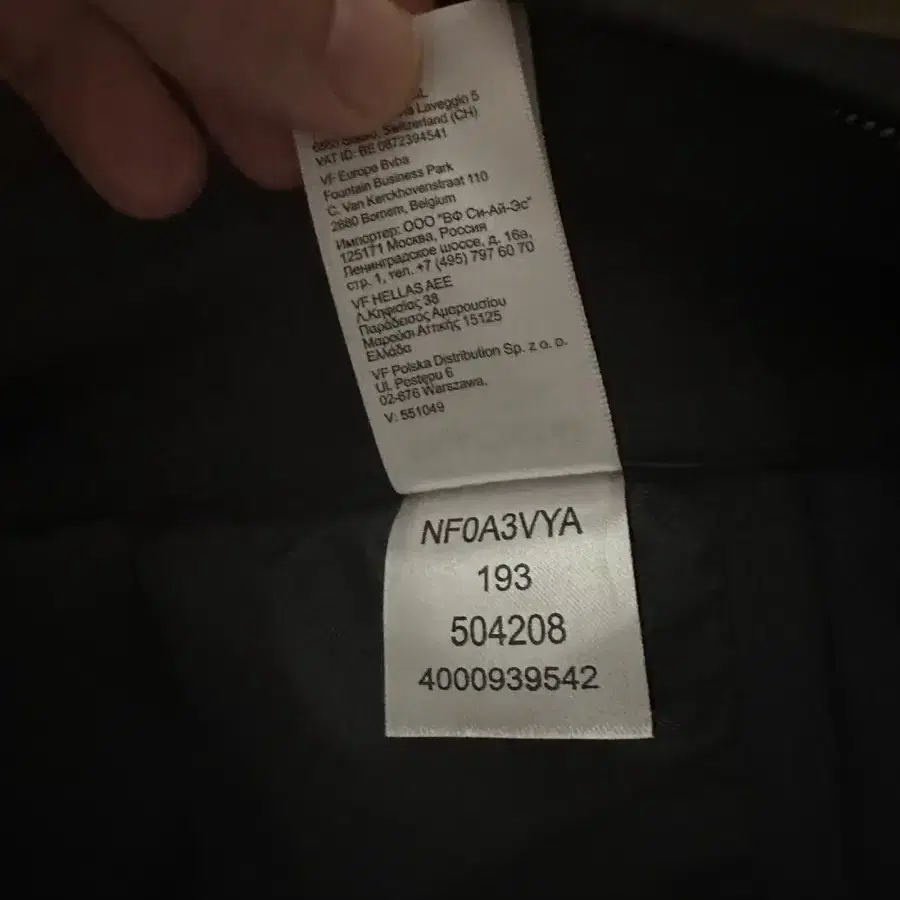 Laveggio 5
Switzerland (CH)
VAT ID: BE 0872394541
VF Europe Bvba
Fountain Business Park
C. Van Kerckhovenstraat 110
2880 Bornem, Belgium
Импортер: ООО "ВФ Си-Ай-Эс"
125171 Москва, Россия
Ленинградское шоссе, д. 16а,
стр. 1, тел. +7 (495) 797 60 70
VF HELLAS AEE
Λ.Κηφισίας 38
Παράδεισος Αμαρουσίου
Μαρούσι Αττικής 15125
Ελλάδα
VF Polska Distribution Sp. z o. o.
Ul. Postępu 6
02-676 Warszawa,
V: 551049
NF0A3VYA
193
504208
4000939542